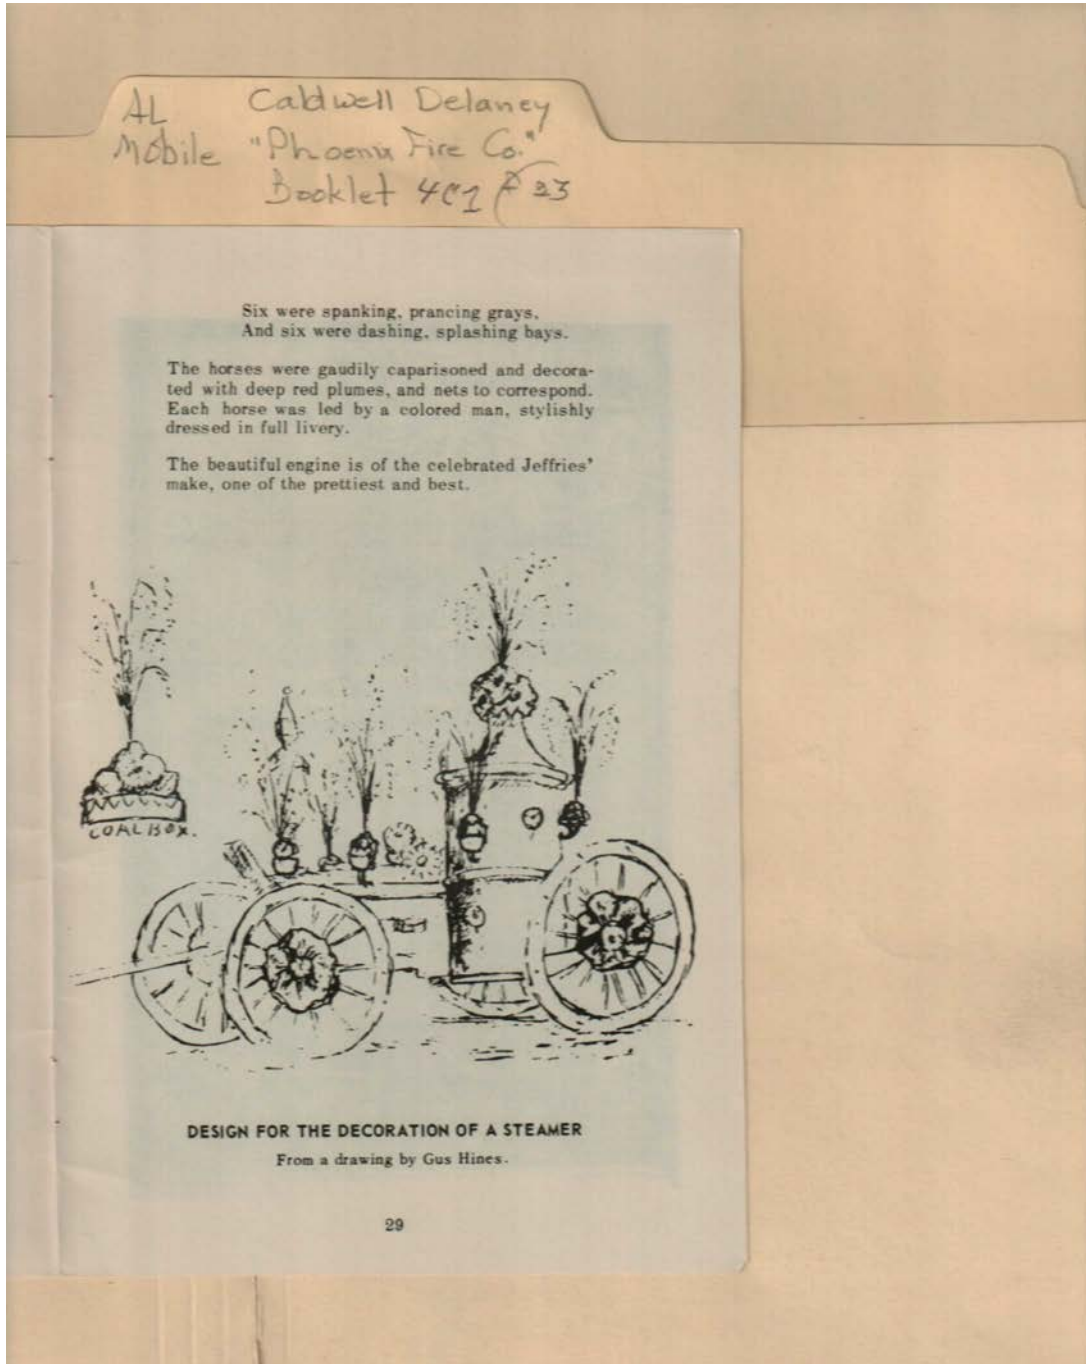 AL Caldwell Delaney
Mobile "Phoenix Fire Co."
Booklet 4C1
Six were spanking, prancing grays,
And six were dashing, splashing bays.
The horses were gaudily caparisoned and decora-
ted with deep red plumes, and nets to correspond.
Each horse was led by a colored man, stylishly
dressed in full livery.
The beautiful engine is of the celebrated Jeffries'
make, one of the prettiest and best.
COAL BOX.
DESIGN FOR THE DECORATION OF A STEAMER
From a drawing by Gus Hines.
29